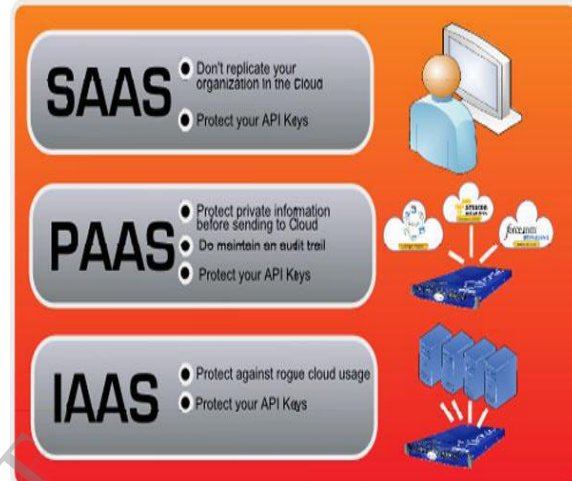 SAAS
Don't replicate your
organization in the Cloud
Protect your API Keys
PAAS
Protect private information
before sending to Cloud
Do maintain an audit trail
Protect your API Keys
IAAS
Protect against rogue cloud usage
Protect your API Keys